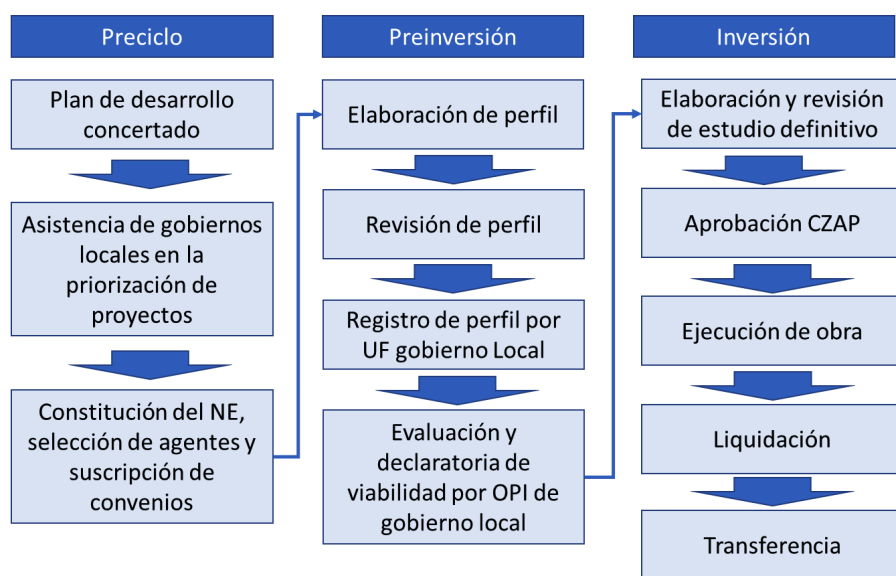 Preciclo
Plan de desarrollo
concertado
Asistencia de gobiernos
locales en la
priorización de
proyectos
Constitución del NE,
selección de agentes y
suscripción de
convenios
Preinversión
Elaboración de perfil
Revisión de perfil
Registro de perfil por
UF gobierno Local
Evaluación y
declaratoria de
viabilidad por OPI de
gobierno local
Inversión
Elaboración y revisión
de estudio definitivo
Aprobación CZAP
Ejecución de obra
Liquidación
Transferencia